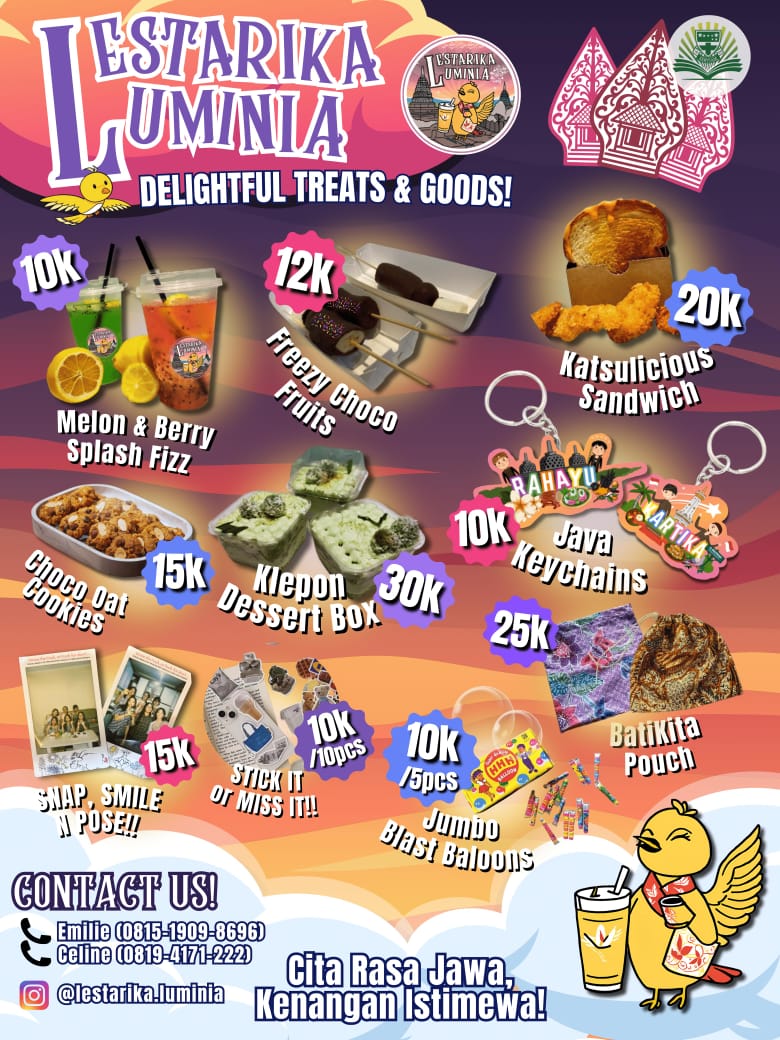 LESTARIKA
LUMINIA
LESTARIKA
LUMINIA
DELIGHTFUL TREATS & GOODS!
10K
LESTARIKA
LUMINIA
Melon & Berry
Splash Fizz
12K
Freezy Choco
Fruits
20K
Katsulicious
Sandwich
15K
Choco Oat
Cookies
30K
Klepon
Dessert Box
RAHAYU
KARTIKA
10K
Java
Keychains
25K
BatiKita
Pouch
15K
SNAP, SMILE
N POSE!!
10K
/10pcs
STICK IT
or MISS IT!!
10K
/5pcs
BALOON
Jumbo
Blast Baloons
CONTACT US!
Emilie (0815-1909-8696)
Celine (0819-4171-222)
@lestarika.luminia
Cita Rasa Jawa,
Kenangan Istimewa!